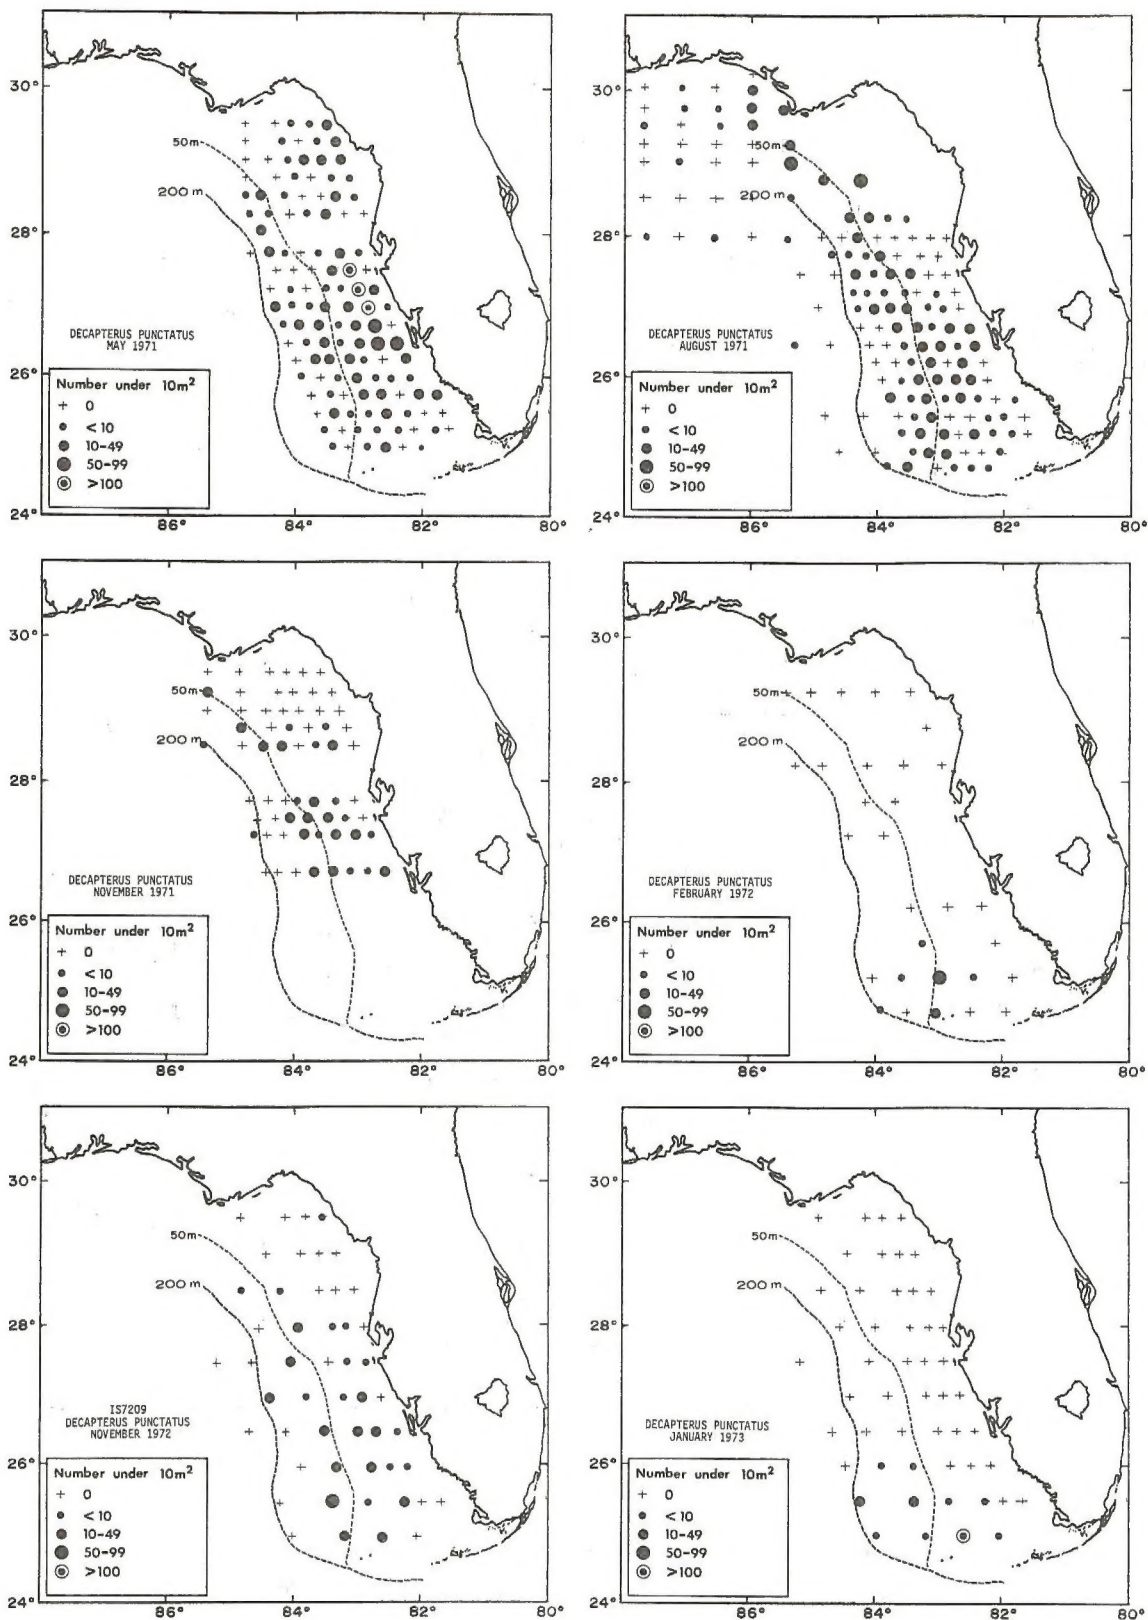 30°
28°
26°
24°
86°
84°
82°
80°
50m
200 m
DECAPTERUS PUNCTATUS
MAY 1971
Number under 10m²
+ 0
< 10
10-49
50-99
>100
30°
28°
26°
24°
86°
84°
82°
80°
50m
200m
DECAPTERUS PUNCTATUS
AUGUST 1971
Number under 10m²
+ 0
< 10
10-49
50-99
>100
30°
28°
26°
24°
86°
84°
82°
80°
50m
200 m
DECAPTERUS PUNCTATUS
NOVEMBER 1971
Number under 10m²
+ 0
< 10
10-49
50-99
>100
30°
28°
26°
24°
86°
84°
82°
80°
50m
200 m
DECAPTERUS PUNCTATUS
FEBRUARY 1972
Number under 10m²
+ 0
< 10
10-49
50-99
>100
30°
28°
26°
24°
86°
84°
82°
80°
50m
200 m
IS7209
DECAPTERUS PUNCTATUS
NOVEMBER 1972
Number under 10m²
+ 0
< 10
10-49
50-99
>100
30°
28°
26°
24°
86°
84°
82°
80°
50m
200 m
DECAPTERUS PUNCTATUS
JANUARY 1973
Number under 10m²
+ 0
< 10
10-49
50-99
>100